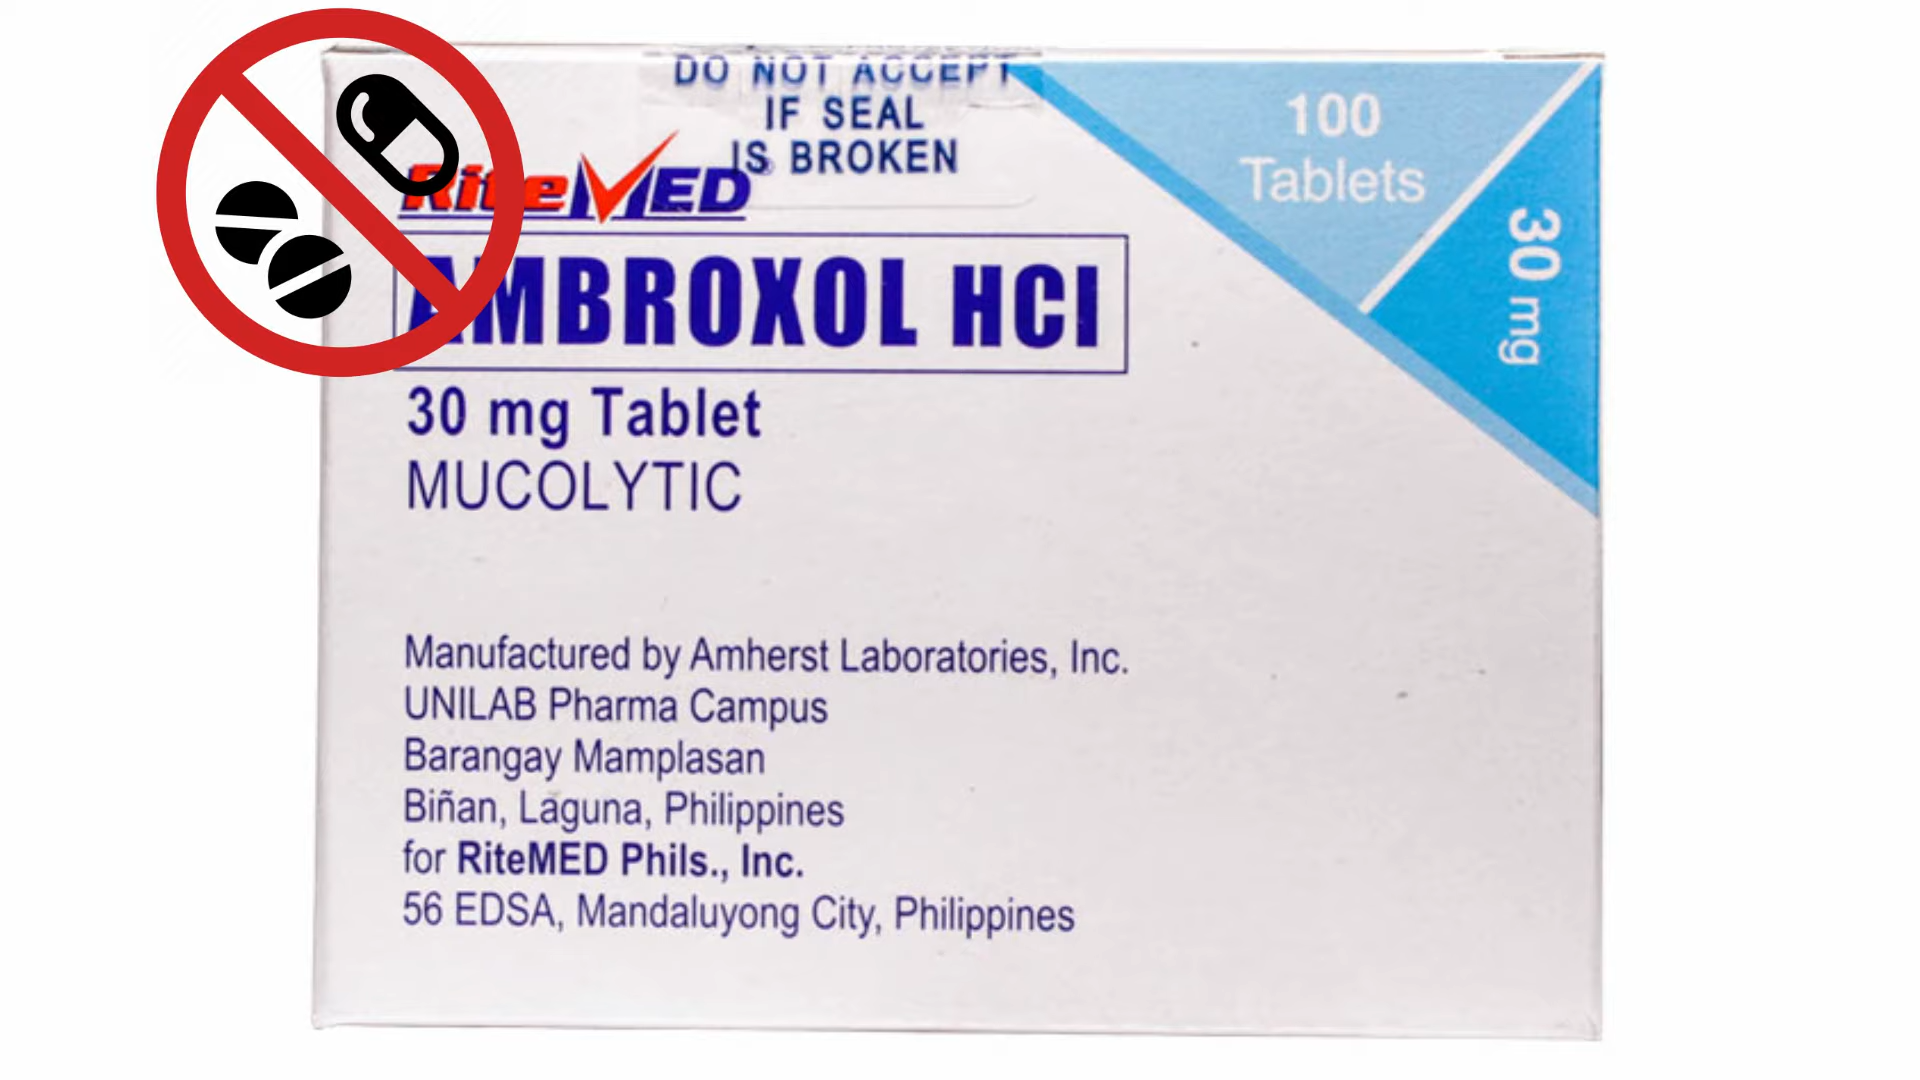 DO NOT ACCEPT
IF SEAL
IS BROKEN
RiteMED
AMBROXOL HCl
30 mg Tablet
MUCOLYTIC
100
Tablets
30 mg
Manufactured by Amherst Laboratories, Inc.
UNILAB Pharma Campus
Barangay Mamplasan
Biñan, Laguna, Philippines
for RiteMED Phils., Inc.
56 EDSA, Mandaluyong City, Philippines